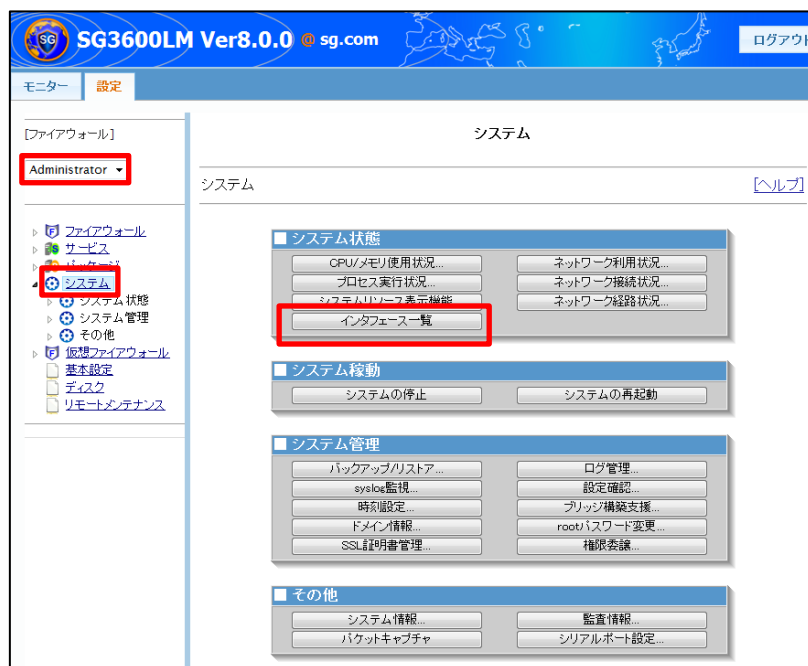 SG SG3600LM Ver8.0.0 @ sg.com ログアウト
モニター 設定
[ファイアウォール]
Administrator
システム
システム
[ヘルプ]
ファイアウォール
サービス
パッケージ
システム
システム状態
システム管理
その他
仮想ファイアウォール
基本設定
ディスク
リモートメンテナンス
システム状態
CPU/メモリ使用状況... ネットワーク利用状況...
プロセス実行状況... ネットワーク接続状況...
システムリソース表示機能 ネットワーク経路状況...
インタフェース一覧
システム稼動
システムの停止 システムの再起動
システム管理
バックアップ/リストア... ログ管理...
syslog監視... 設定確認...
時刻設定... ブリッジ構築支援...
ドメイン情報... rootパスワード変更...
SSL証明書管理... 権限委譲...
その他
システム情報... 監査情報...
パケットキャプチャ シリアルポート設定...